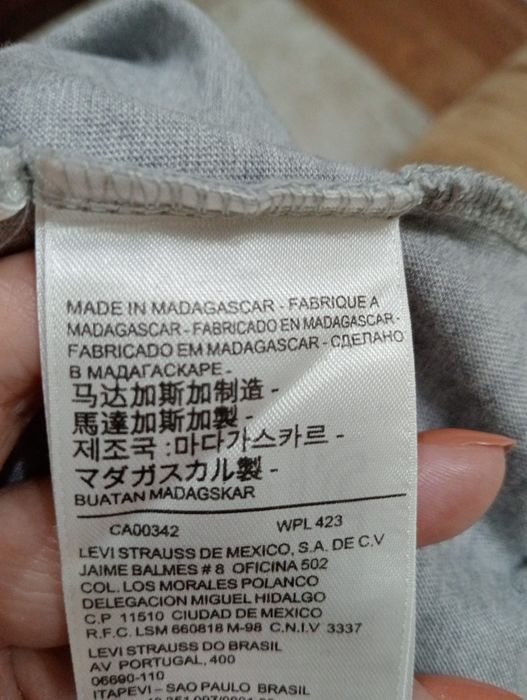 MADE IN MADAGASCAR - FABRIQUE A
MADAGASCAR - FABRICADO EN MADAGASCAR -
FABRICADO EM MADAGASCAR - СДЕЛАНО
В МАДАГАСКАРЕ -
马达加斯加制造 -
馬達加斯加製 -
제조국 :마다가스카르 -
マダガスカル製 -
BUATAN MADAGSKAR
CA00342 WPL 423
LEVI STRAUSS DE MEXICO, S.A. DE C.V
JAIME BALMES # 8 OFICINA 502
COL. LOS MORALES POLANCO
DELEGACION MIGUEL HIDALGO
C.P 11510 CIUDAD DE MEXICO
R.F.C. LSM 660818 M-98 C.N.I.V 3337
LEVI STRAUSS DO BRASIL
AV PORTUGAL, 400
06690-110
ITAPEVI - SAO PAULO BRASIL